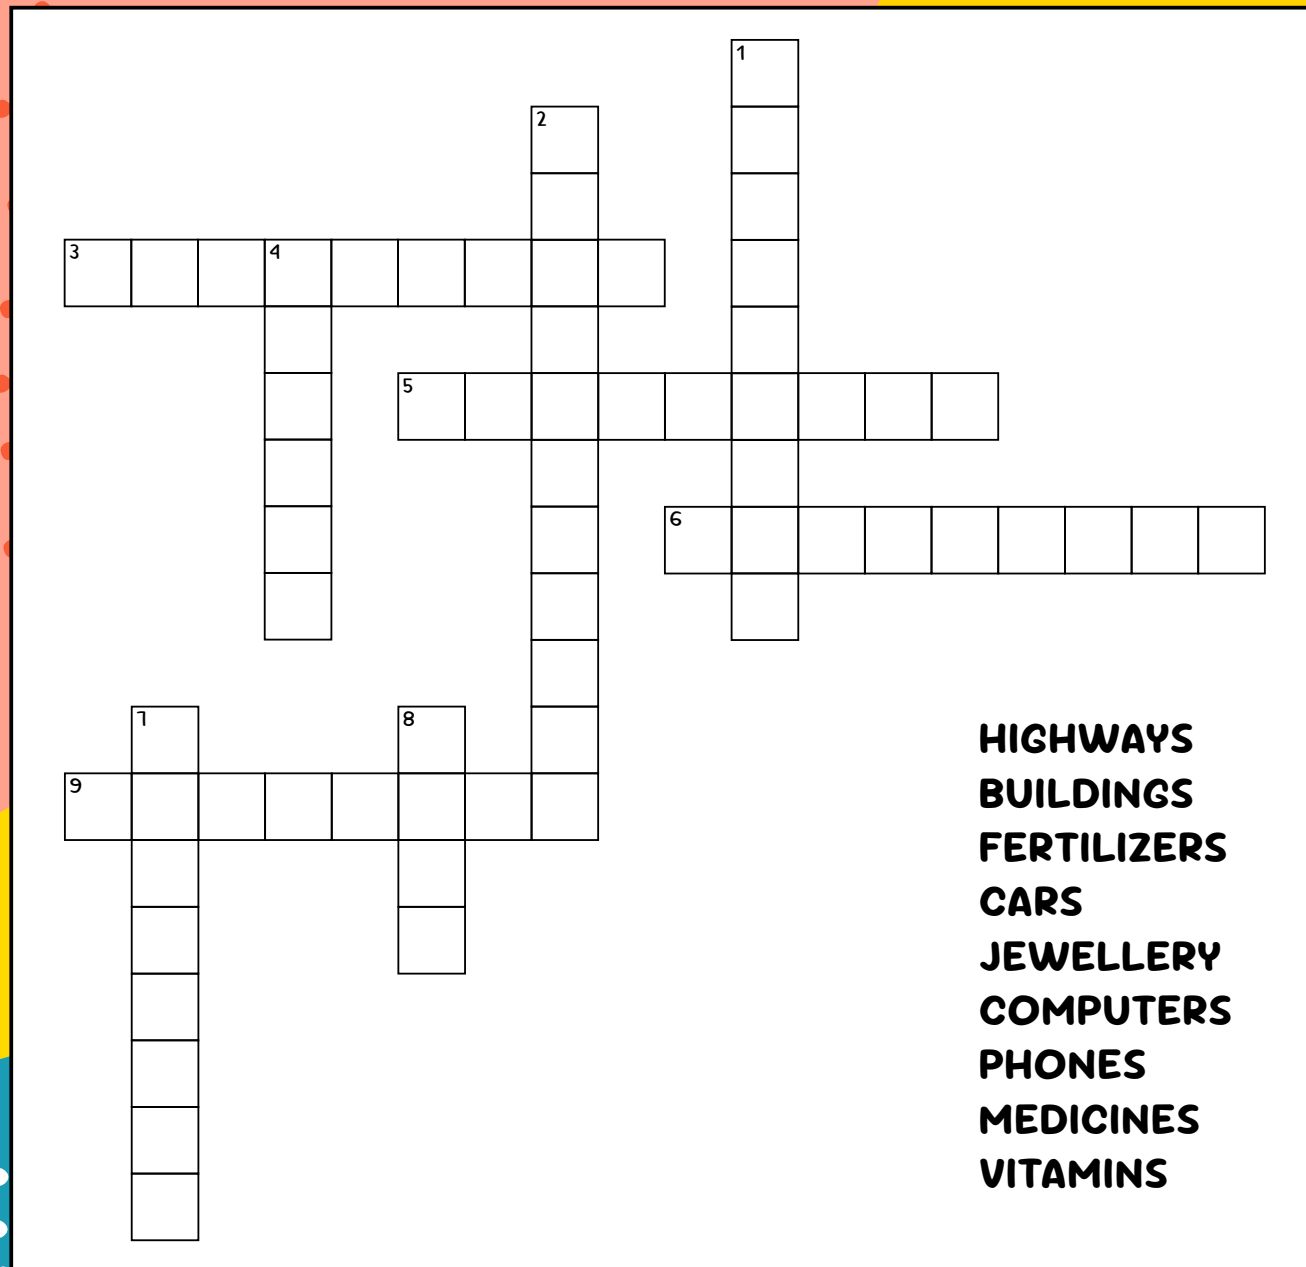 1
2
3
4
5
6
7
8
9
HIGHWAYS
BUILDINGS
FERTILIZERS
CARS
JEWELLERY
COMPUTERS
PHONES
MEDICINES
VITAMINS